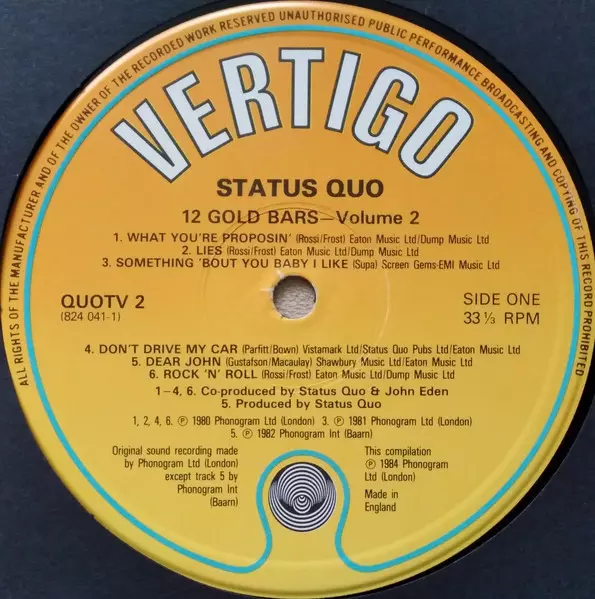 ALL RIGHTS OF THE MANUFACTURER AND OF THE OWNER OF THE RECORDED WORK RESERVED UNAUTHORISED PUBLIC PERFORMANCE BROADCASTING AND COPYING OF THIS RECORD PROHIBITED
VERTIGO
STATUS QUO
12 GOLD BARS—Volume 2
1. WHAT YOU'RE PROPOSIN' (Rossi/Frost) Eaton Music Ltd/Dump Music Ltd
2. LIES (Rossi/Frost) Eaton Music Ltd/Dump Music Ltd
3. SOMETHING 'BOUT YOU BABY I LIKE (Supa) Screen Gems-EMI Music Ltd
QUOTV 2
(824 041-1)
SIDE ONE
33⅓ RPM
4. DON'T DRIVE MY CAR (Parfitt/Bown) Vistamark Ltd/Status Quo Pubs Ltd/Eaton Music Ltd
5. DEAR JOHN (Gustafson/Macaulay) Shawbury Music Ltd/Eaton Music Ltd
6. ROCK 'N' ROLL (Rossi/Frost) Eaton Music Ltd/Dump Music Ltd
1–4, 6. Co-produced by Status Quo & John Eden
5. Produced by Status Quo
1, 2, 4, 6. ℗ 1980 Phonogram Ltd (London) 3. ℗ 1981 Phonogram Ltd (London)
5. ℗ 1982 Phonogram Int (Baarn)
Original sound recording made
by Phonogram Ltd (London)
except track 5 by
Phonogram Int
(Baarn)
This compilation
℗ 1984 Phonogram
Ltd (London)
Made in
England